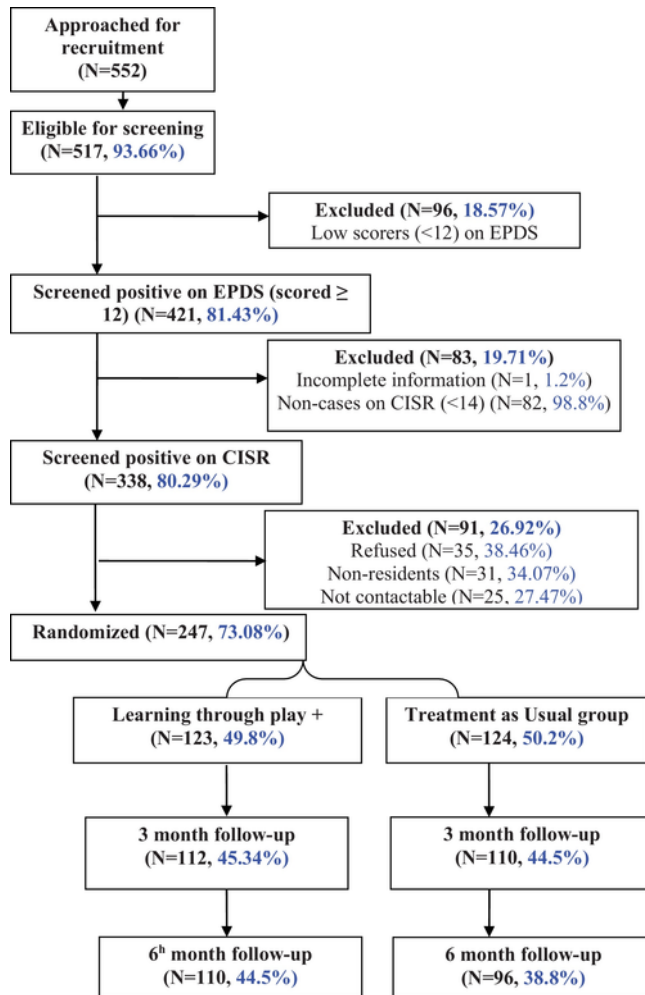 Approached for
recruitment
(N=552)
Eligible for screening
(N=517, 93.66%)
Excluded (N=96, 18.57%)
Low scorers (<12) on EPDS
Screened positive on EPDS (scored ≥
12) (N=421, 81.43%)
Excluded (N=83, 19.71%)
Incomplete information (N=1, 1.2%)
Non-cases on CISR (<14) (N=82, 98.8%)
Screened positive on CISR
(N=338, 80.29%)
Excluded (N=91, 26.92%)
Refused (N=35, 38.46%)
Non-residents (N=31, 34.07%)
Not contactable (N=25, 27.47%)
Randomized (N=247, 73.08%)
Learning through play +
(N=123, 49.8%)
Treatment as Usual group
(N=124, 50.2%)
3 month follow-up
(N=112, 45.34%)
3 month follow-up
(N=110, 44.5%)
6ʰ month follow-up
(N=110, 44.5%)
6 month follow-up
(N=96, 38.8%)